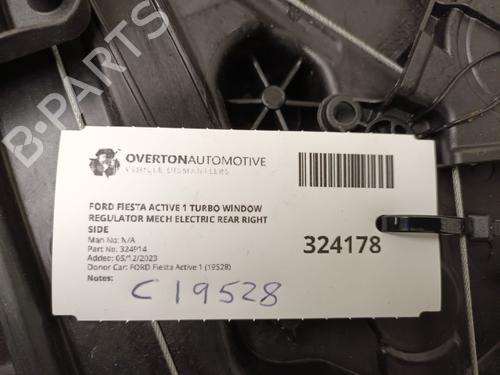 B-PARTS
OVERTONAUTOMOTIVE
VEHICLE DISMANTLERS
FORD FIESTA ACTIVE 1 TURBO WINDOW
REGULATOR MECH ELECTRIC REAR RIGHT
SIDE
Man No: N/A
Part No: 324914
Added: 05/12/2023
Donor Car: FORD Fiesta Active 1 (19528)
Notes:
C19528
324178